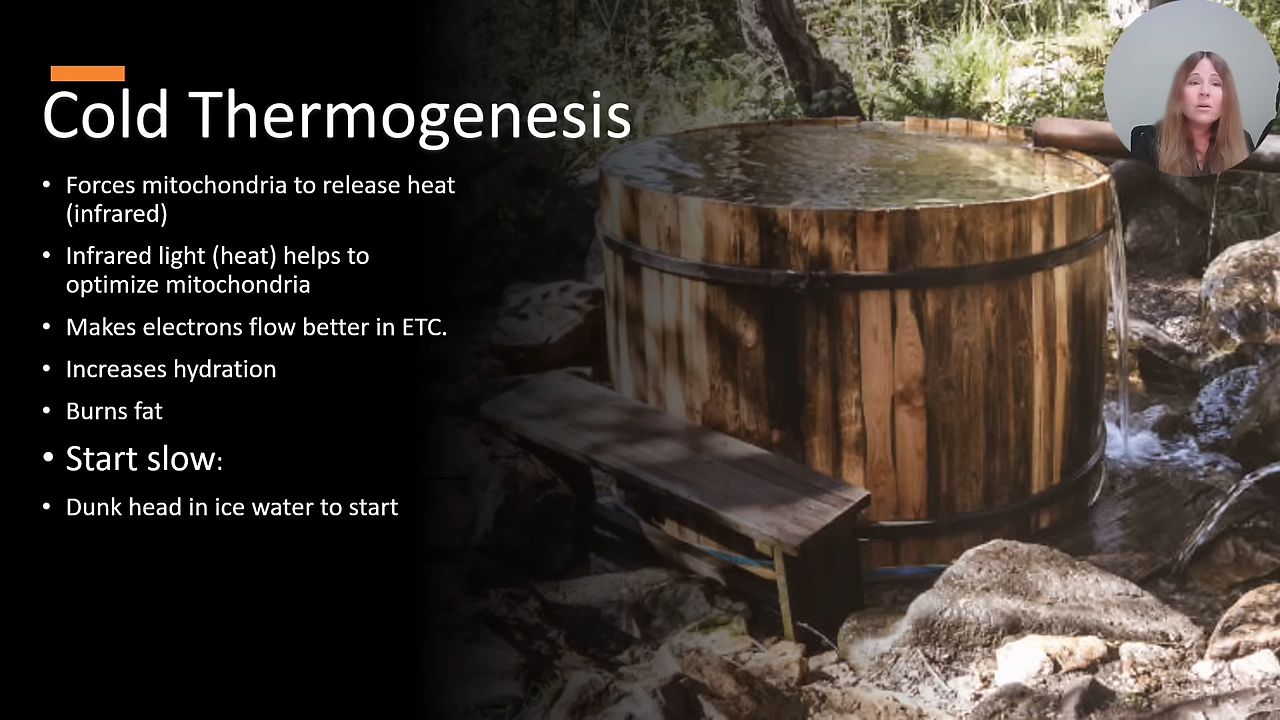 Cold Thermogenesis
• Forces mitochondria to release heat
(infrared)
• Infrared light (heat) helps to
optimize mitochondria
• Makes electrons flow better in ETC.
• Increases hydration
• Burns fat
• Start slow:
• Dunk head in ice water to start